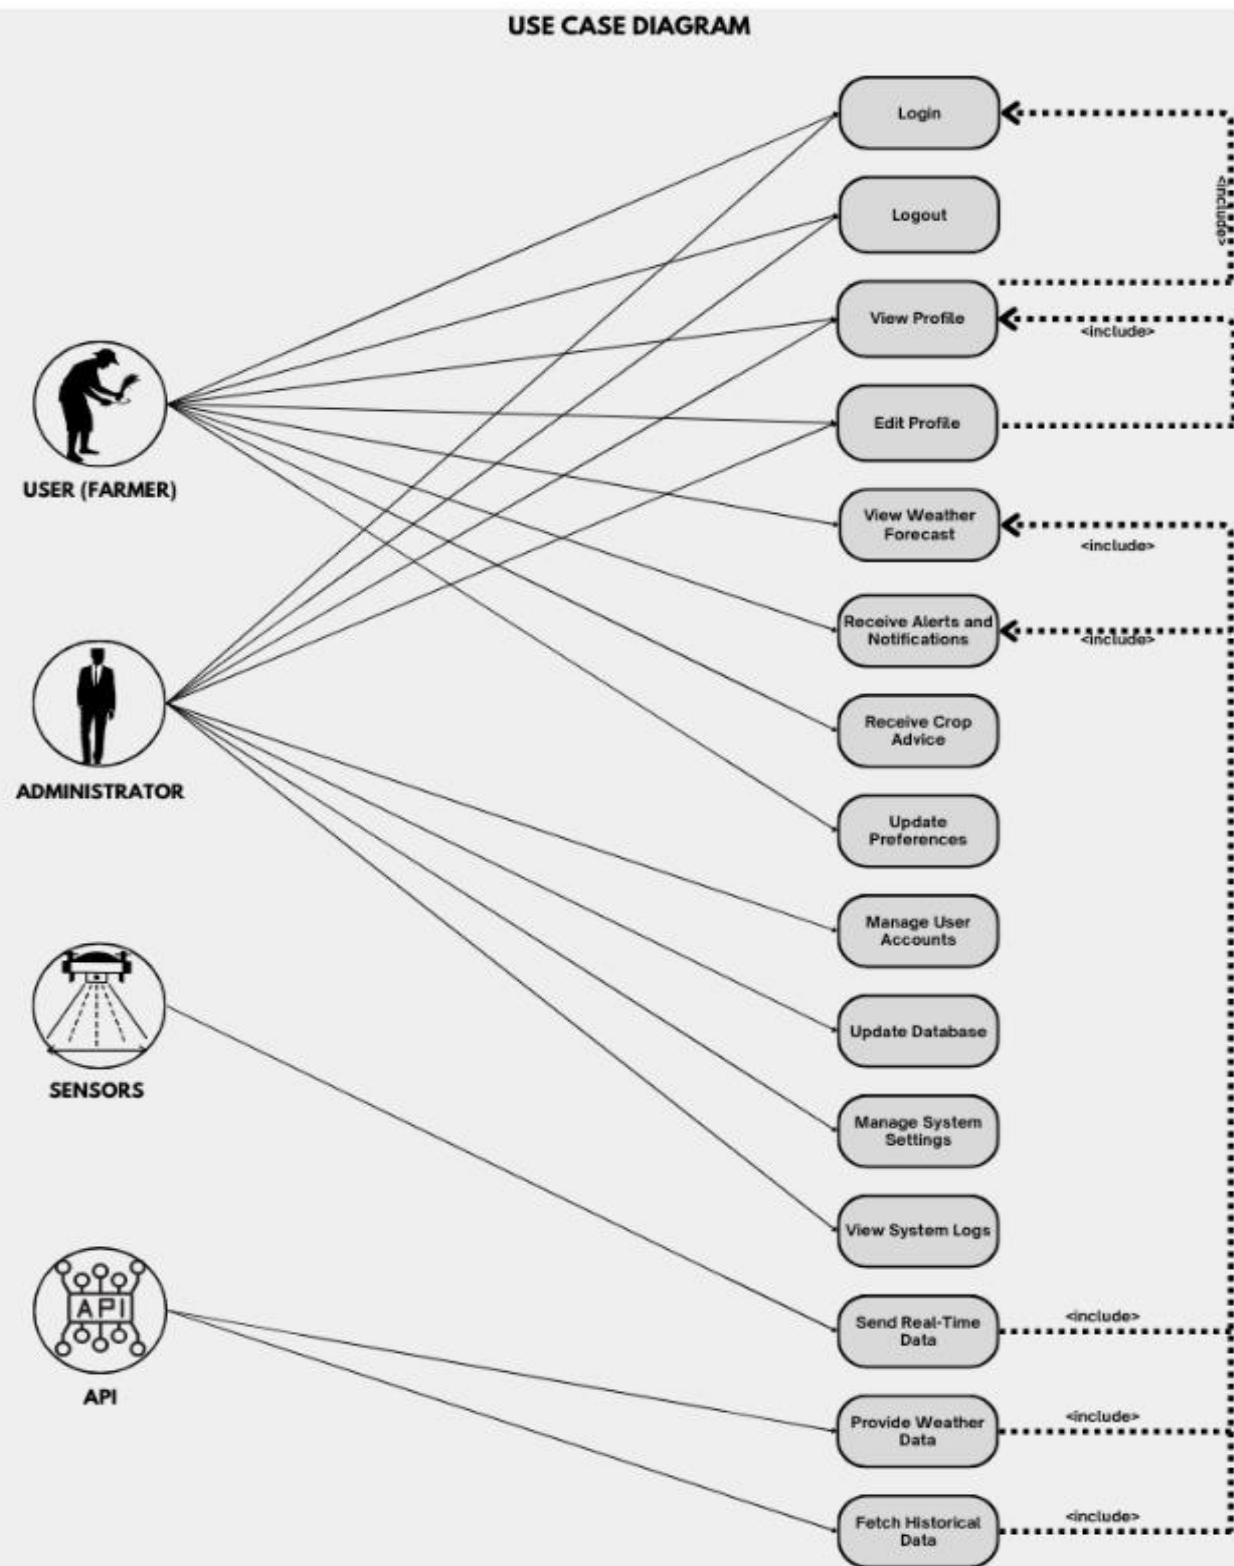 USE CASE DIAGRAM
Login
<include>
Logout
View Profile
<include>
Edit Profile
USER (FARMER)
View Weather
Forecast
<include>
Receive Alerts and
Notifications
<include>
Receive Crop
Advice
ADMINISTRATOR
Update
Preferences
Manage User
Accounts
Update Database
SENSORS
Manage System
Settings
View System Logs
API
Send Real-Time
Data
<include>
API
Provide Weather
Data
<include>
Fetch Historical
Data
<include>